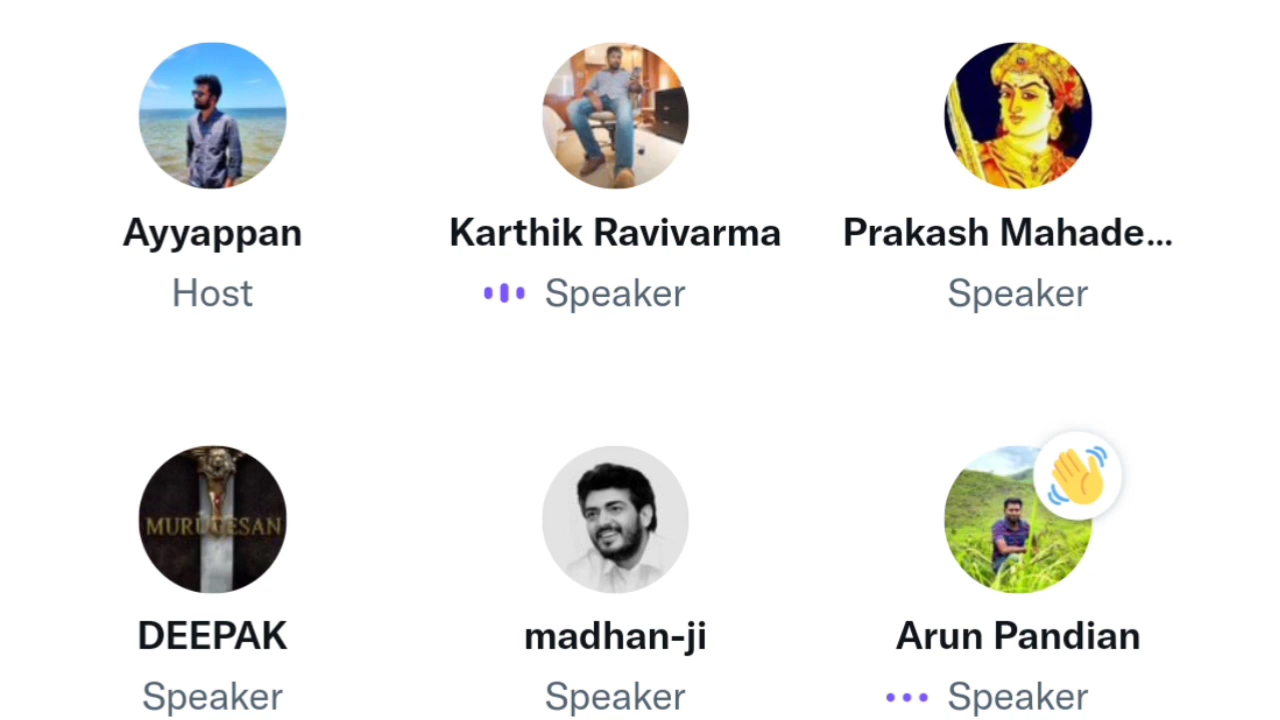 Ayyappan Karthik Ravivarma Prakash Mahade...
Host Speaker Speaker
MURUGESAN
DEEPAK madhan-ji Arun Pandian
Speaker Speaker Speaker